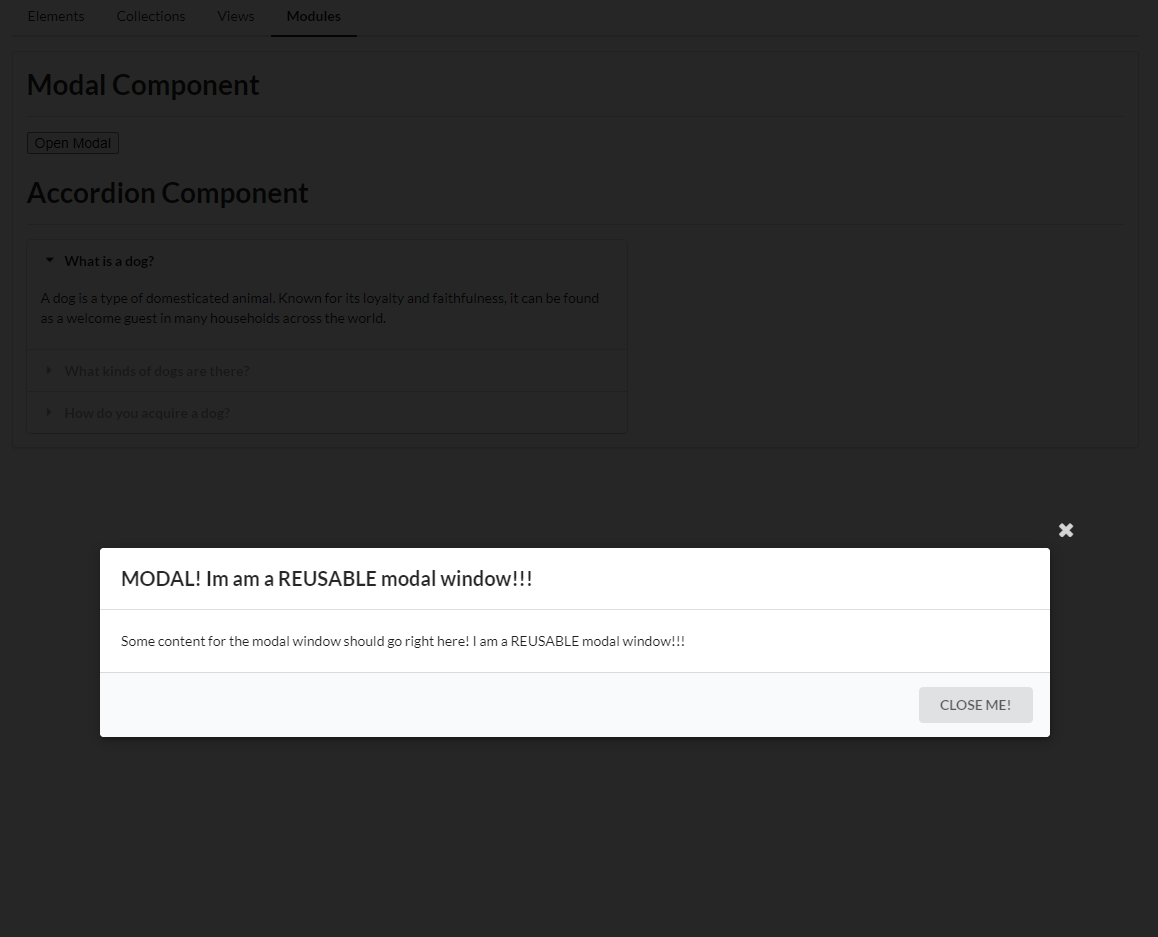 Elements Collections Views Modules
Modal Component
Open Modal
Accordion Component
What is a dog?
A dog is a type of domesticated animal. Known for its loyalty and faithfulness, it can be found
as a welcome guest in many households across the world.
What kinds of dogs are there?
How do you acquire a dog?
MODAL! Im am a REUSABLE modal window!!!
Some content for the modal window should go right here! I am a REUSABLE modal window!!!
CLOSE ME!